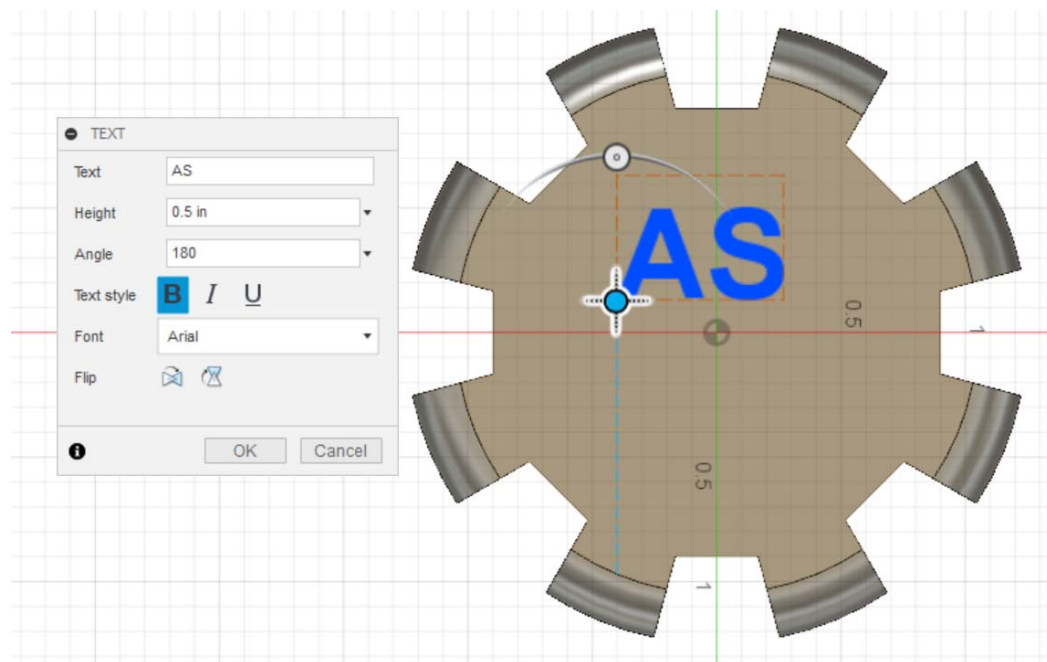 TEXT
Text AS
Height 0.5 in
Angle 180
Text style B I U
Font Arial
Flip
OK Cancel
AS
0.5
1
0.5
1